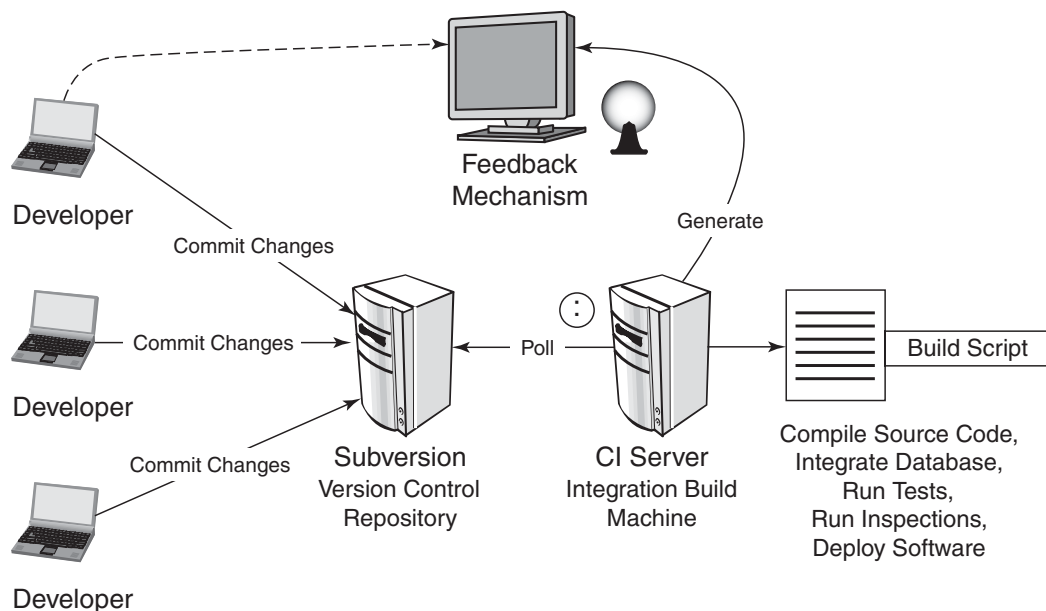 Feedback
Mechanism
Developer
Commit Changes
Generate
Developer
Commit Changes
Poll
:
Build Script
Developer
Commit Changes
Subversion
Version Control
Repository
CI Server
Integration Build
Machine
Compile Source Code,
Integrate Database,
Run Tests,
Run Inspections,
Deploy Software